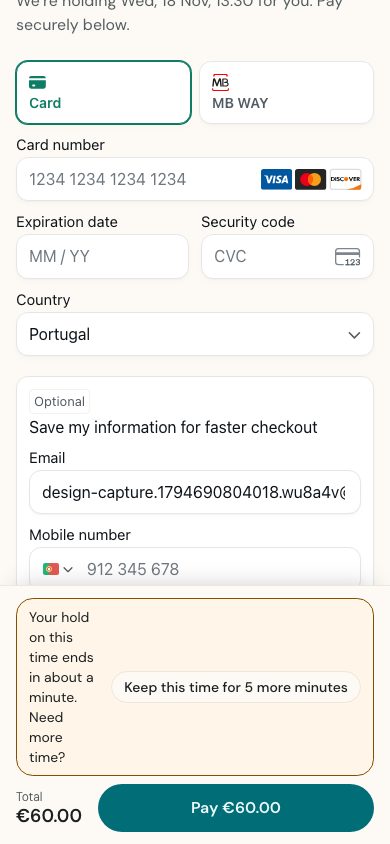 We're holding Wed, 18 Nov, 13:30 for you. Pay
securely below.
Card
MB
MB WAY
Card number
1234 1234 1234 1234
VISA
DISCOVER
Expiration date
Security code
MM / YY
CVC
123
Country
Portugal
Optional
Save my information for faster checkout
Email
design-capture.1794690804018.wu8a4v@
Mobile number
912 345 678
Your hold
on this
time ends
in about a
minute.
Need
more
time?
Keep this time for 5 more minutes
Total
€60.00
Pay €60.00